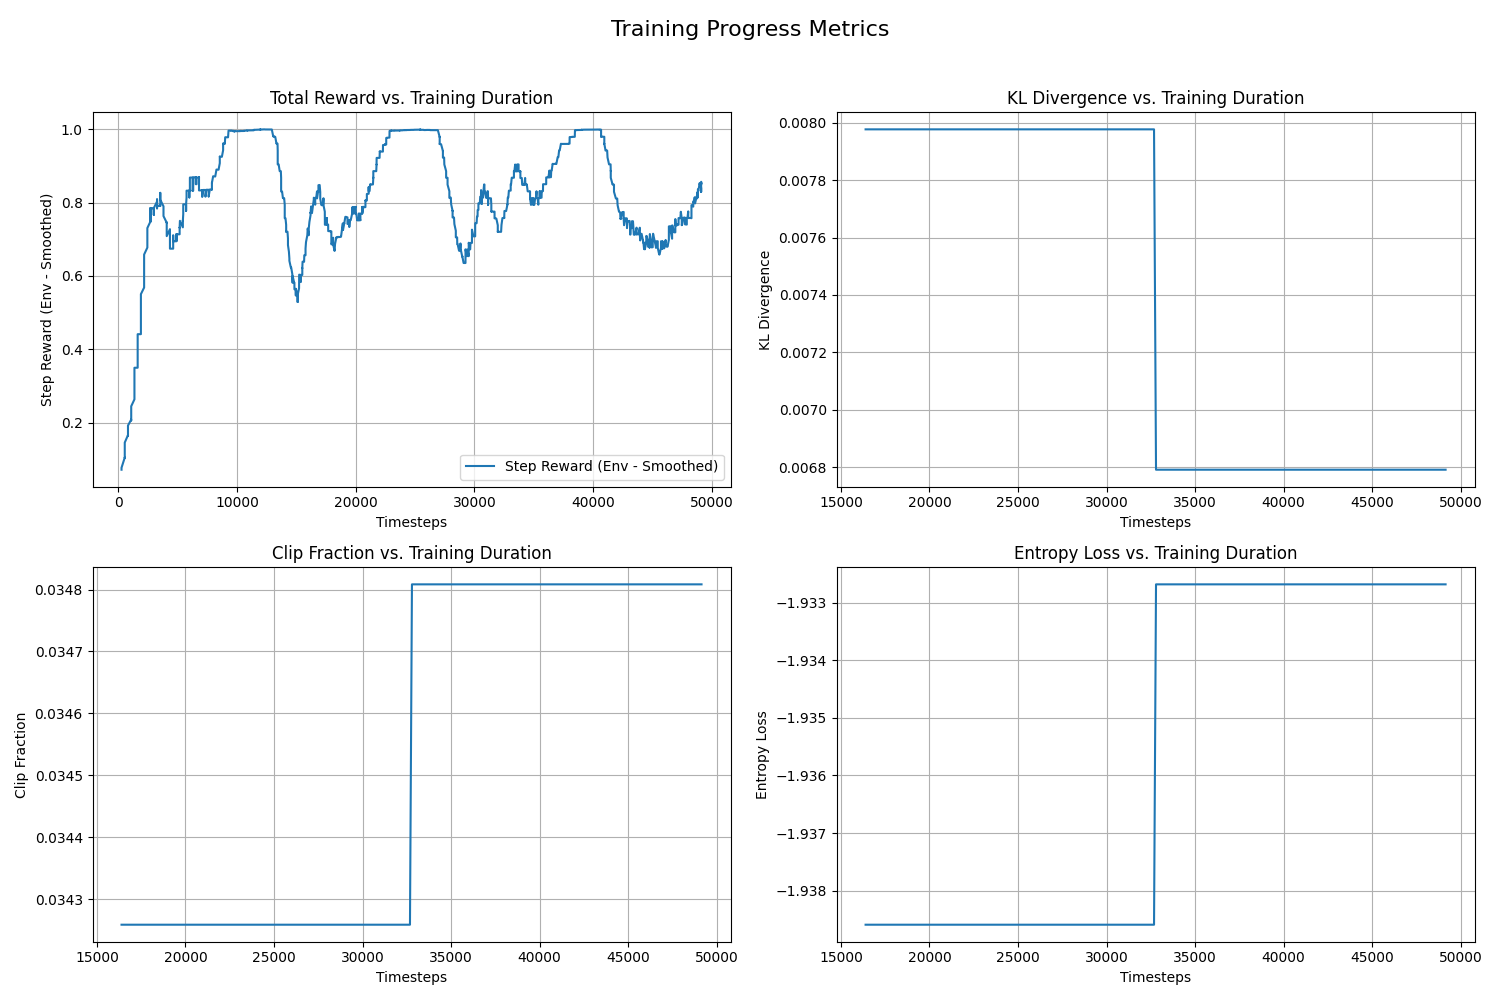 Training Progress Metrics
Total Reward vs. Training Duration
Step Reward (Env - Smoothed)
1.0
0.8
0.6
0.4
0.2
Step Reward (Env - Smoothed)
0 10000 20000 30000 40000 50000
Timesteps
KL Divergence vs. Training Duration
KL Divergence
0.0080
0.0078
0.0076
0.0074
0.0072
0.0070
0.0068
15000 20000 25000 30000 35000 40000 45000 50000
Timesteps
Clip Fraction vs. Training Duration
Clip Fraction
0.0348
0.0347
0.0346
0.0345
0.0344
0.0343
15000 20000 25000 30000 35000 40000 45000 50000
Timesteps
Entropy Loss vs. Training Duration
Entropy Loss
−1.933
−1.934
−1.935
−1.936
−1.937
−1.938
15000 20000 25000 30000 35000 40000 45000 50000
Timesteps